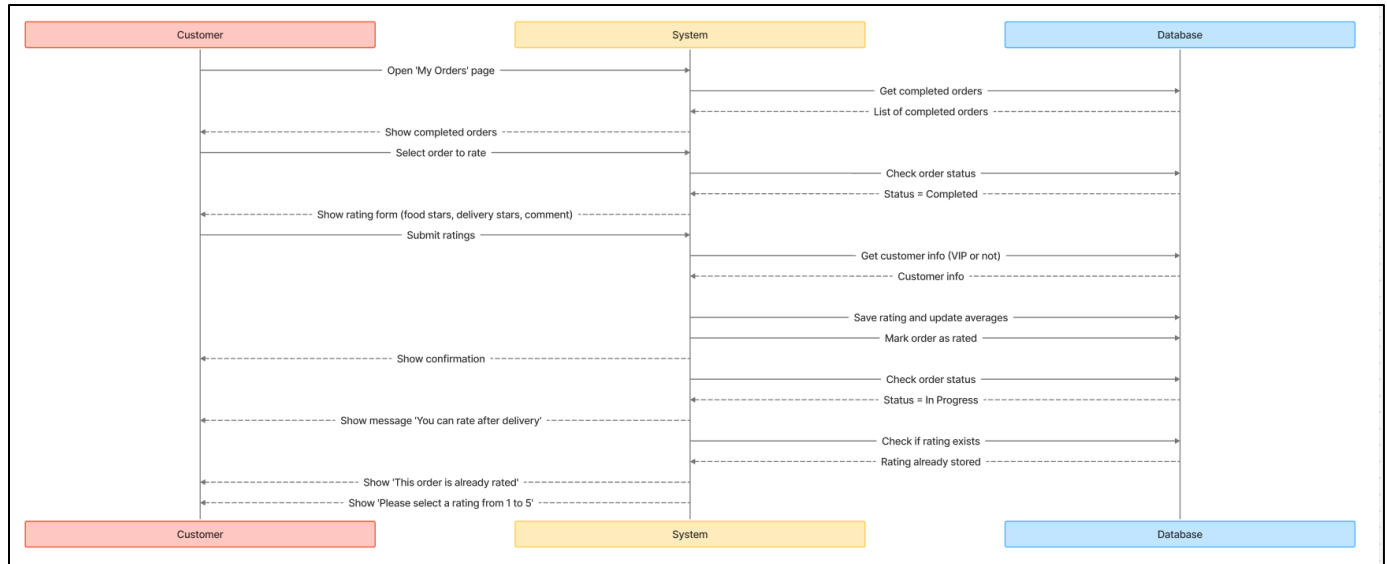 Customer System Database
Open 'My Orders' page
Get completed orders
List of completed orders
Show completed orders
Select order to rate
Check order status
Status = Completed
Show rating form (food stars, delivery stars, comment)
Submit ratings
Get customer info (VIP or not)
Customer info
Save rating and update averages
Mark order as rated
Show confirmation
Check order status
Status = In Progress
Show message 'You can rate after delivery'
Check if rating exists
Rating already stored
Show 'This order is already rated'
Show 'Please select a rating from 1 to 5'
Customer System Database